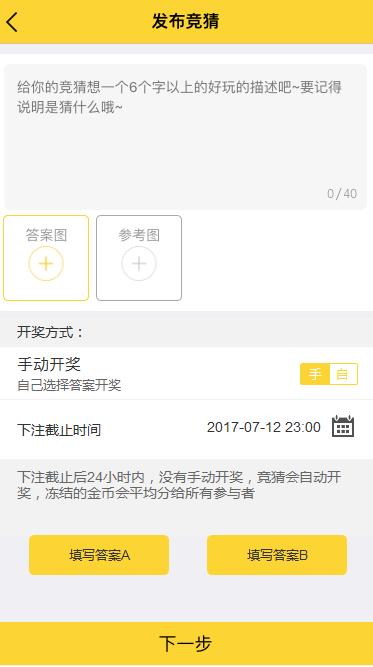 发布竞猜
给你的竞猜想一个6个字以上的好玩的描述吧~要记得
说明是猜什么哦~
0/40
答案图
参考图
开奖方式：
手动开奖
手 自
自己选择答案开奖
下注截止时间
2017-07-12 23:00
下注截止后24小时内，没有手动开奖，竞猜会自动开
奖，冻结的金币会平均分给所有参与者
填写答案A
填写答案B
下一步